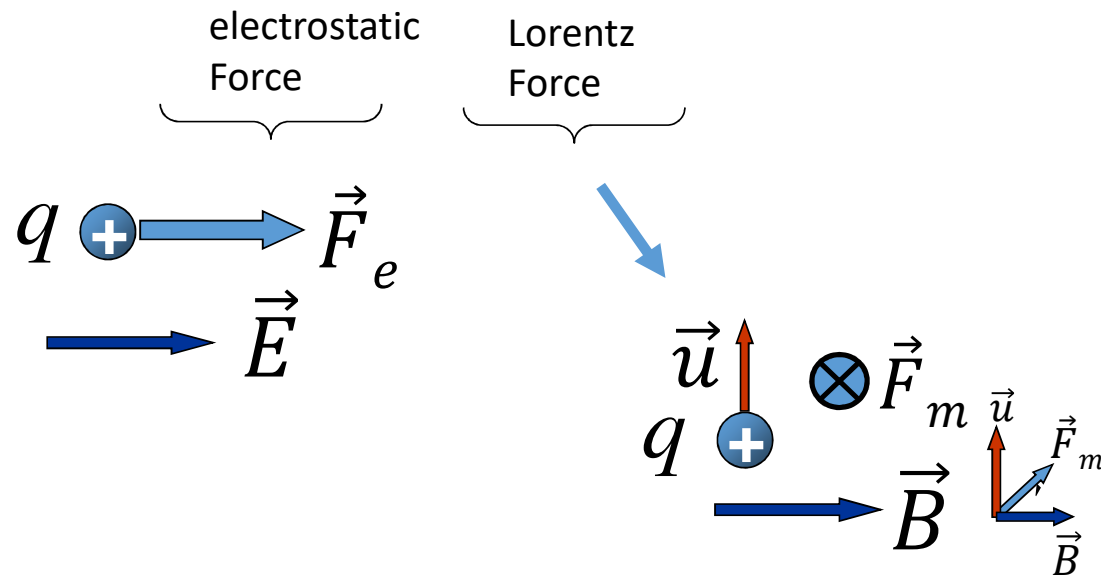 electrostatic
Force
Lorentz
Force
q + F⃗ e
E⃗
u⃗
q + F⃗ m
B⃗
u⃗
F⃗ m
B⃗